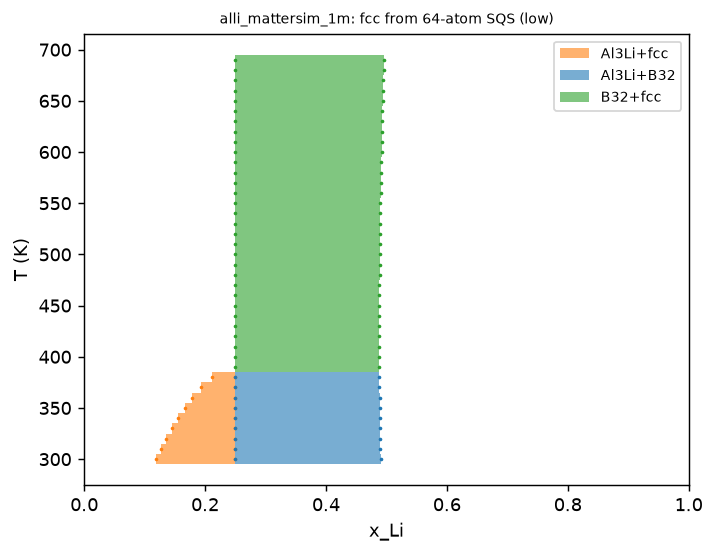 alli_mattersim_1m: fcc from 64-atom SQS (low)
Al3Li+fcc
Al3Li+B32
B32+fcc
T (K)
700
650
600
550
500
450
400
350
300
0.0 0.2 0.4 0.6 0.8 1.0
x_Li